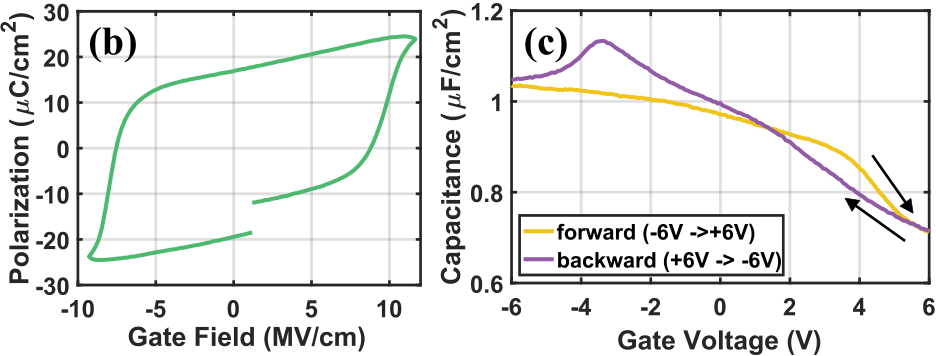 (b)
Polarization ( μC/cm²)
30
20
10
0
-10
-20
-30
-10
-5
0
5
10
Gate Field (MV/cm)
(c)
Capacitance ( μF/cm²)
1.2
1
0.8
0.6
-6
-4
-2
0
2
4
6
Gate Voltage (V)
forward (-6V ->+6V)
backward (+6V -> -6V)